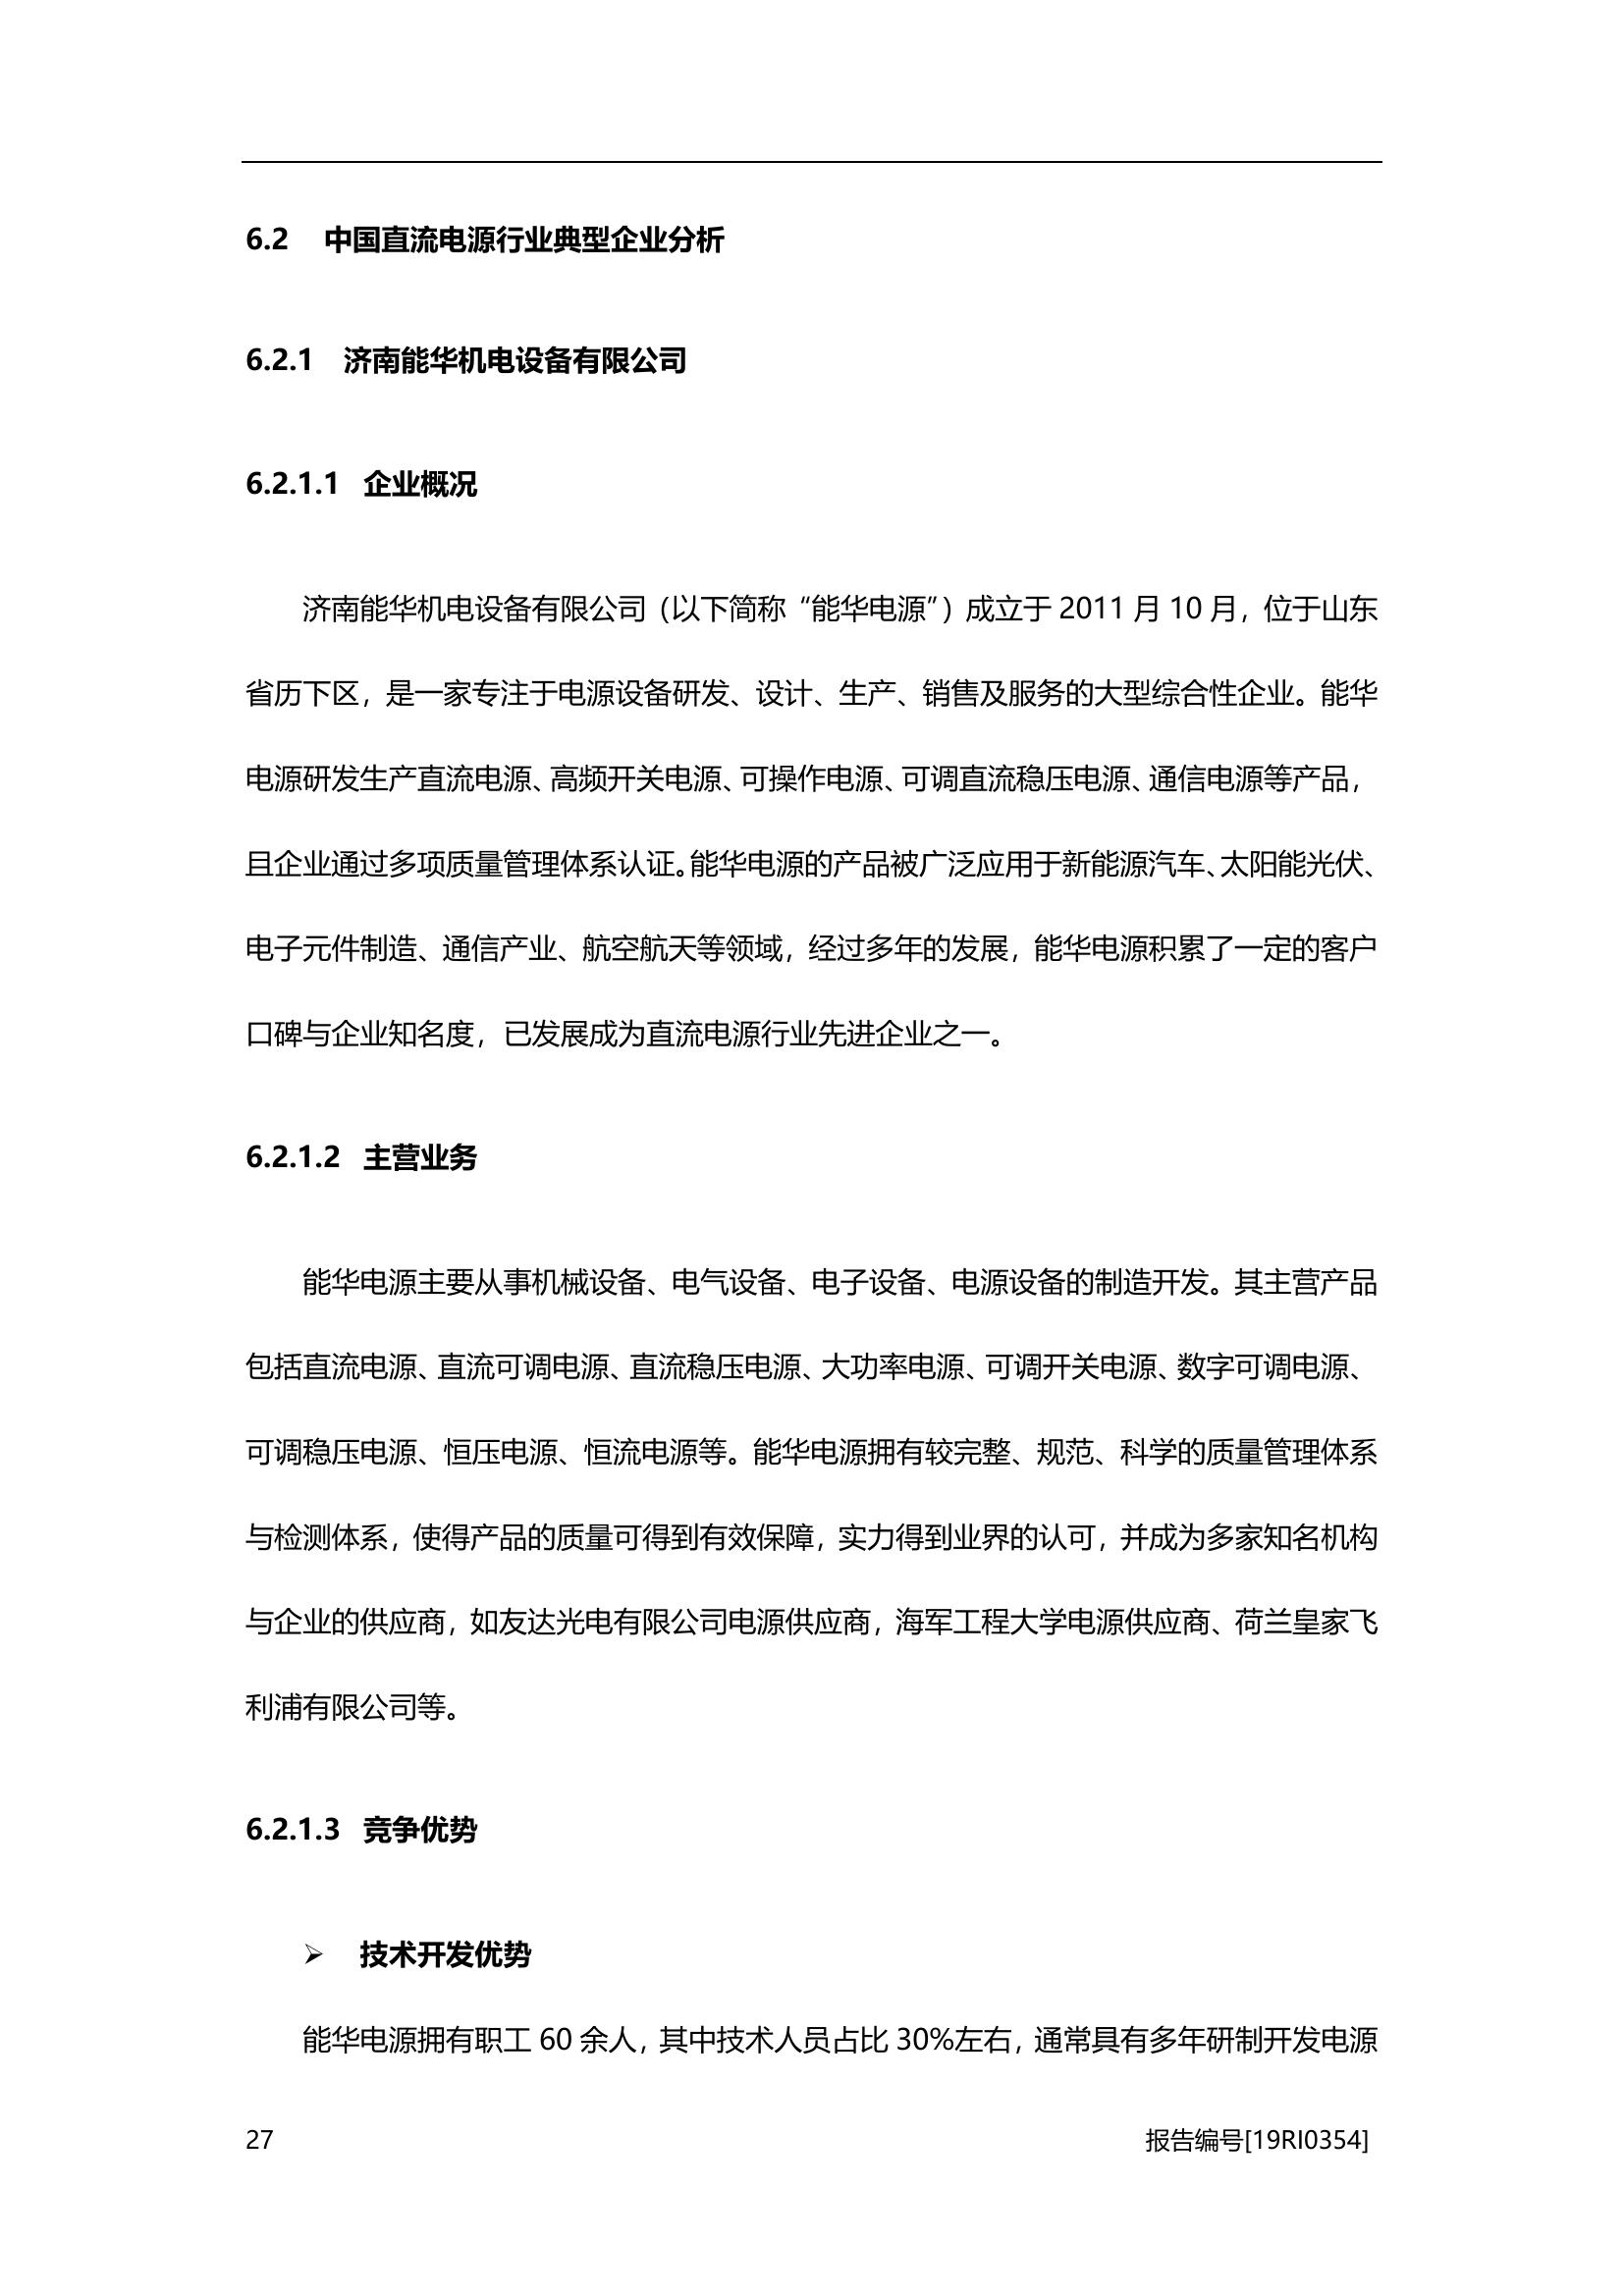 6.2 中国直流电源行业典型企业分析
6.2.1 济南能华机电设备有限公司
6.2.1.1 企业概况
济南能华机电设备有限公司（以下简称“能华电源”）成立于 2011 月 10 月，位于山东
省历下区，是一家专注于电源设备研发、设计、生产、销售及服务的大型综合性企业。能华
电源研发生产直流电源、高频开关电源、可操作电源、可调直流稳压电源、通信电源等产品，
且企业通过多项质量管理体系认证。能华电源的产品被广泛应用于新能源汽车、太阳能光伏、
电子元件制造、通信产业、航空航天等领域，经过多年的发展，能华电源积累了一定的客户
口碑与企业知名度，已发展成为直流电源行业先进企业之一。
6.2.1.2 主营业务
能华电源主要从事机械设备、电气设备、电子设备、电源设备的制造开发。其主营产品
包括直流电源、直流可调电源、直流稳压电源、大功率电源、可调开关电源、数字可调电源、
可调稳压电源、恒压电源、恒流电源等。能华电源拥有较完整、规范、科学的质量管理体系
与检测体系，使得产品的质量可得到有效保障，实力得到业界的认可，并成为多家知名机构
与企业的供应商，如友达光电有限公司电源供应商，海军工程大学电源供应商、荷兰皇家飞
利浦有限公司等。
6.2.1.3 竞争优势
➢ 技术开发优势
能华电源拥有职工 60 余人，其中技术人员占比 30%左右，通常具有多年研制开发电源
27 报告编号[19RI0354]